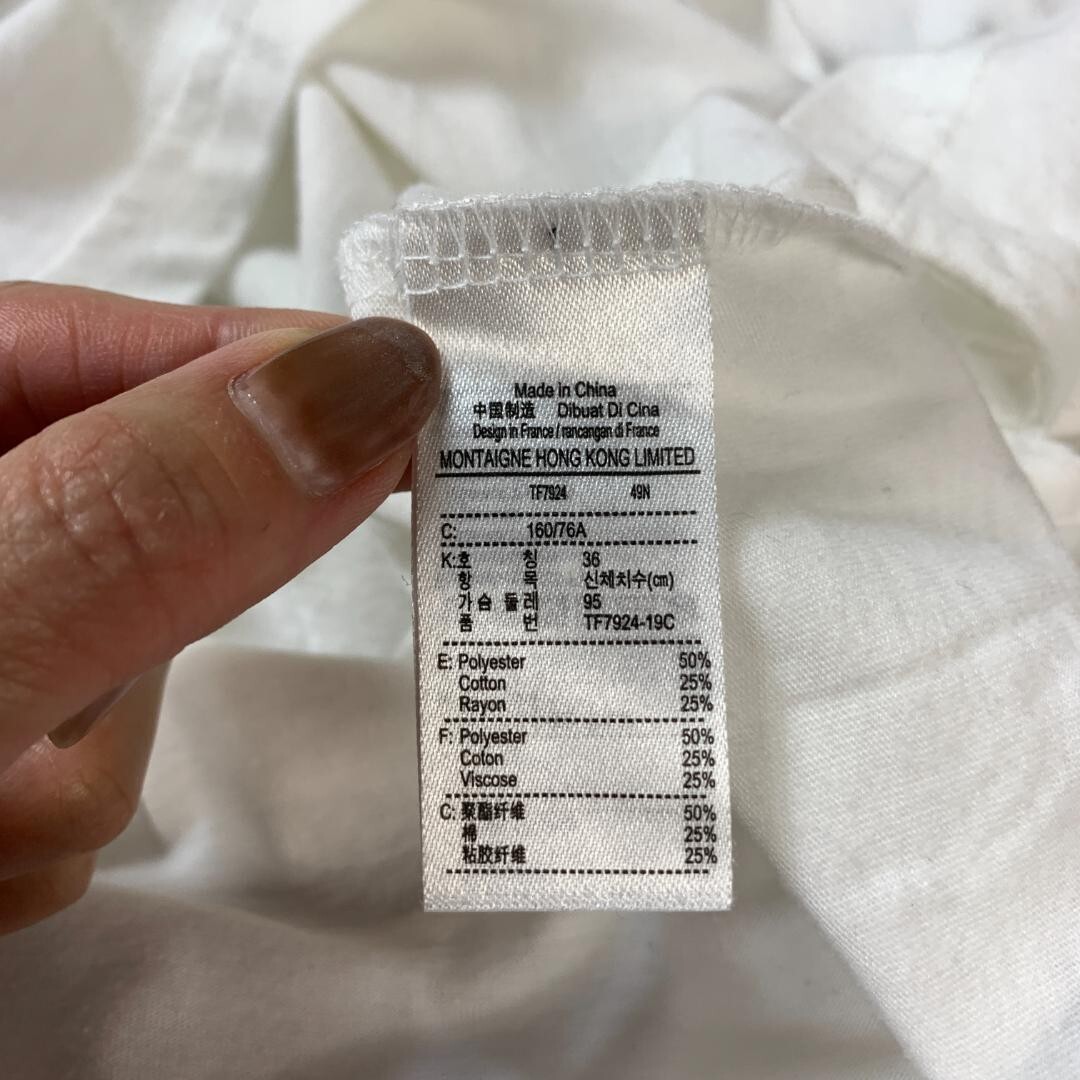 Made in China
中国制造 Dibuat Di Cina
Design in France / rancangan di France
MONTAIGNE HONG KONG LIMITED
TF7924 49N
C: 160/76A
K:호 칭 36
항 목 신체치수(cm)
가슴 둘레 95
품 번 TF7924-19C
E: Polyester 50%
Cotton 25%
Rayon 25%
F: Polyester 50%
Coton 25%
Viscose 25%
C: 聚酯纤维 50%
棉 25%
粘胶纤维 25%